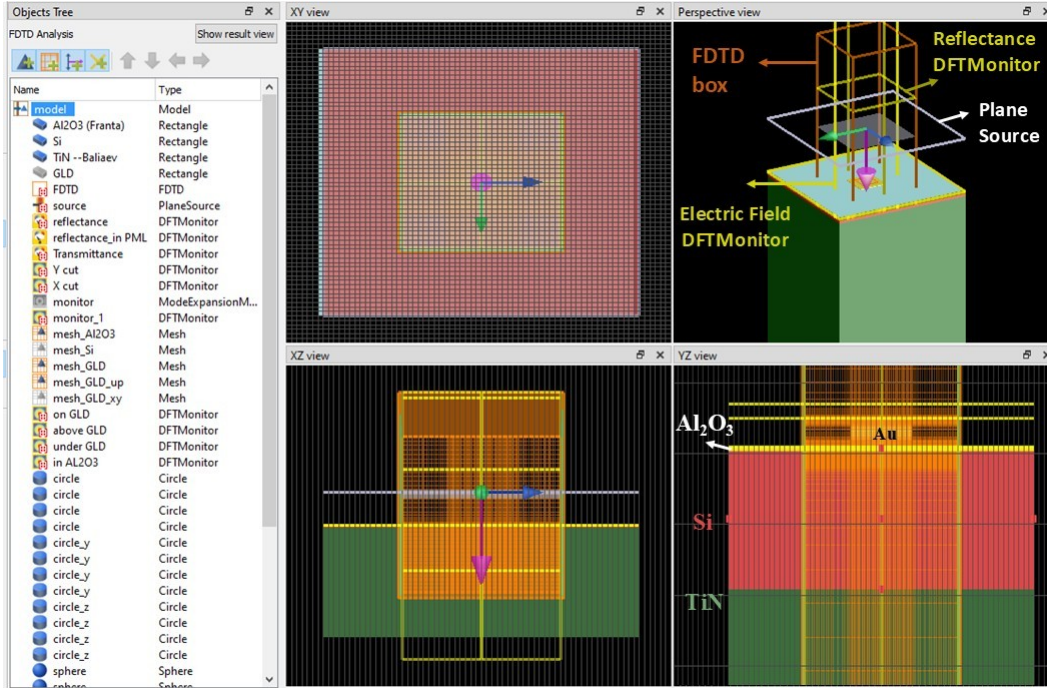 Objects Tree
FDTD Analysis
Show result view
Name Type
model Model
Al2O3 (Franta) Rectangle
Si Rectangle
TiN --Baliaev Rectangle
GLD Rectangle
FDTD FDTD
source PlaneSource
reflectance DFTMonitor
reflectance_in PML DFTMonitor
Transmittance DFTMonitor
Y cut DFTMonitor
X cut DFTMonitor
monitor ModeExpansionM...
monitor_1 DFTMonitor
mesh_Al2O3 Mesh
mesh_Si Mesh
mesh_GLD Mesh
mesh_GLD_up Mesh
mesh_GLD_xy Mesh
on GLD DFTMonitor
above GLD DFTMonitor
under GLD DFTMonitor
in AL2O3 DFTMonitor
circle Circle
circle Circle
circle Circle
circle Circle
circle_y Circle
circle_y Circle
circle_y Circle
circle_y Circle
circle_z Circle
circle_z Circle
circle_z Circle
circle_z Circle
sphere Sphere
sphere Sphere
XY view
Perspective view
FDTD
box
Reflectance
DFTMonitor
Plane
Source
Electric Field
DFTMonitor
XZ view
YZ view
Al₂O₃
Au
Si
TiN